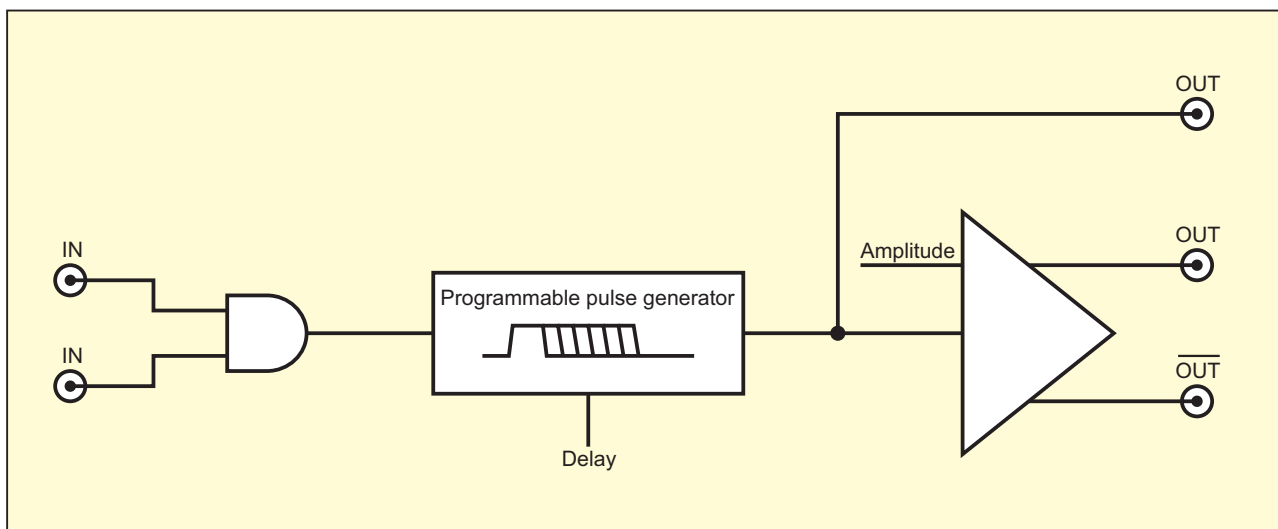 OUT
IN
Amplitude
OUT
Programmable pulse generator
IN
OUT
Delay